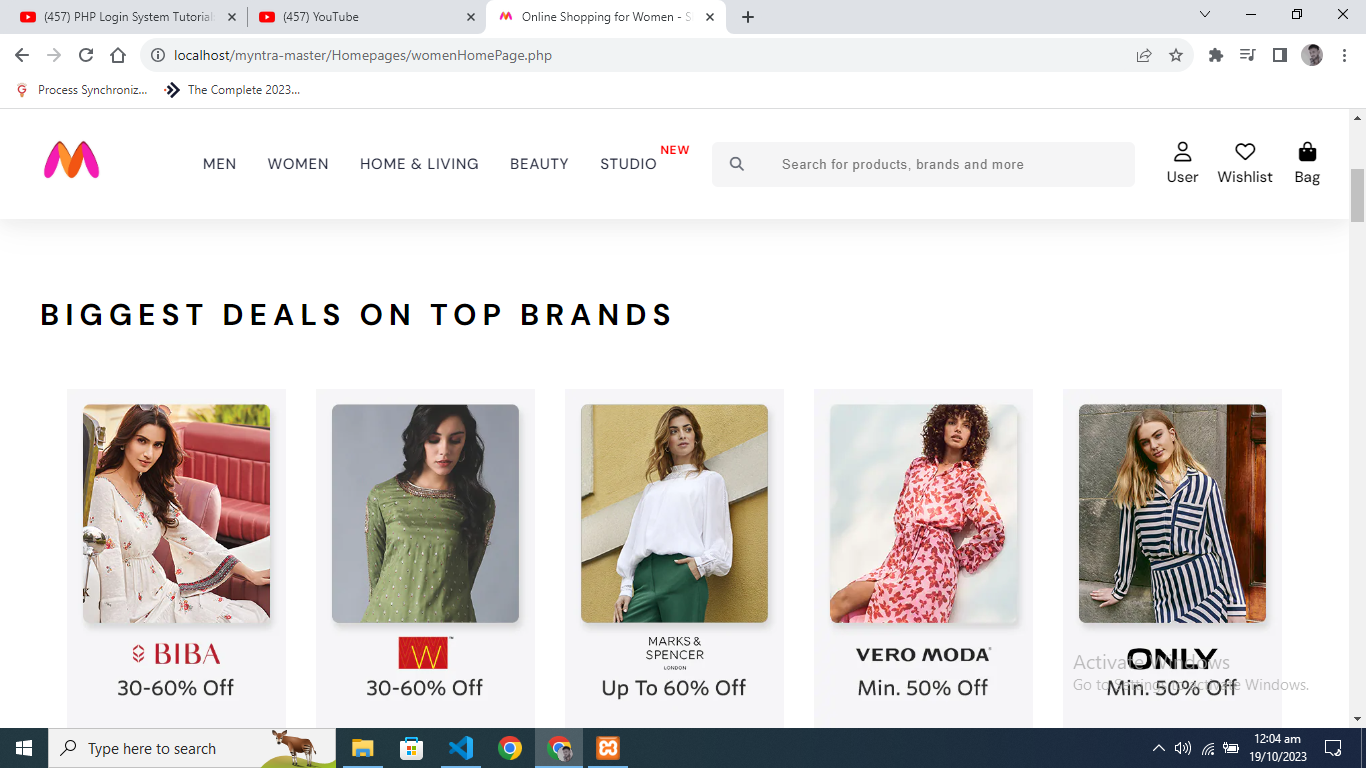 (457) PHP Login System Tutorial
(457) YouTube
Online Shopping for Women - S
localhost/myntra-master/Homepages/womenHomePage.php
Process Synchroniz...
The Complete 2023...
MEN
WOMEN
HOME & LIVING
BEAUTY
STUDIO
NEW
Search for products, brands and more
User
Wishlist
Bag
BIGGEST DEALS ON TOP BRANDS
BIBA
30-60% Off
W™
30-60% Off
MARKS &
SPENCER
LONDON
Up To 60% Off
VERO MODA®
Min. 50% Off
ONLY
Min. 50% Off
Activate Windows
Go to Settings to activate Windows.
Type here to search
12:04 am
19/10/2023